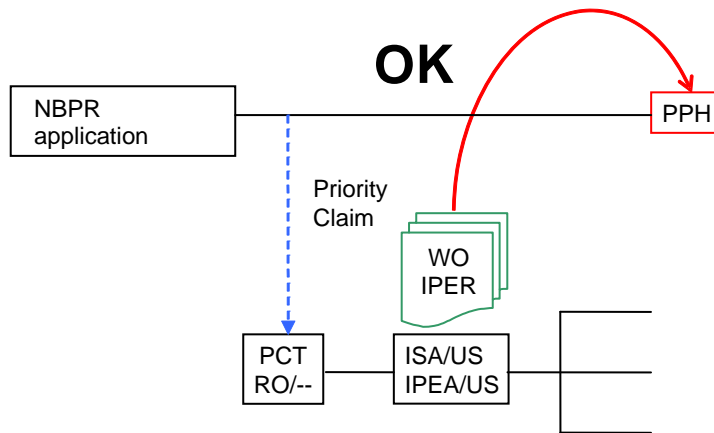 OK
NBPR
application
PPH
Priority
Claim
WO
IPER
PCT
RO/--
ISA/US
IPEA/US